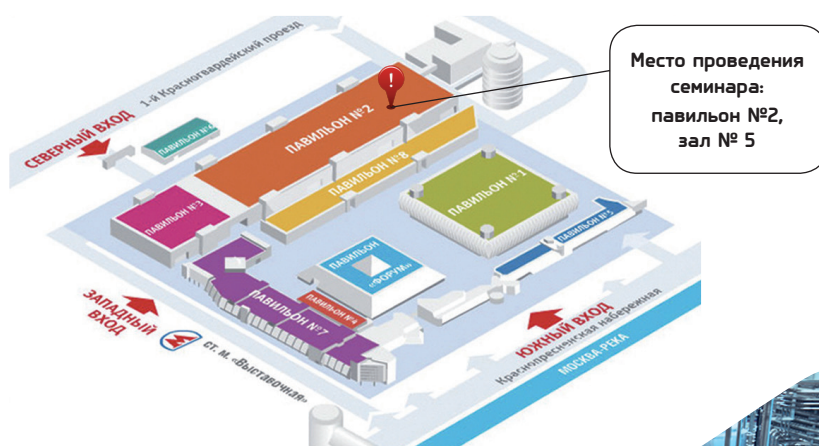 1-й Красногвардейский проезд
СЕВЕРНЫЙ ВХОД
ПАВИЛЬОН №6
ПАВИЛЬОН №2
!
Место проведения
семинара:
павильон №2,
зал № 5
ПАВИЛЬОН №8
ПАВИЛЬОН №3
ПАВИЛЬОН №1
ПАВИЛЬОН №5
ПАВИЛЬОН
«ФОРУМ»
ПАВИЛЬОН №4
ПАВИЛЬОН №7
ЗАПАДНЫЙ
ВХОД
М
ст. м. «Выставочная»
ЮЖНЫЙ ВХОД
Краснопресненская набережная
МОСКВА-РЕКА